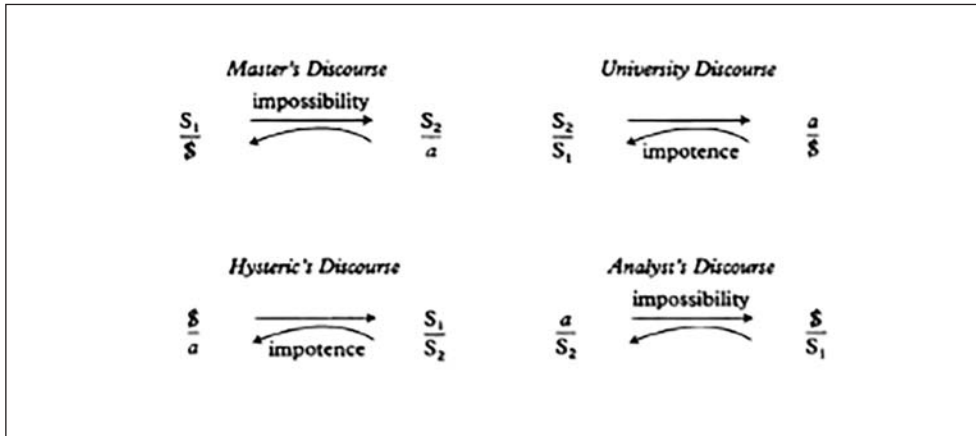 Master's Discourse
impossibility
S₁ S₂
$ a
University Discourse
S₂ a
impotence
S₁ $
Hysteric's Discourse
$ S₁
impotence
a S₂
Analyst's Discourse
impossibility
a $
S₂ S₁